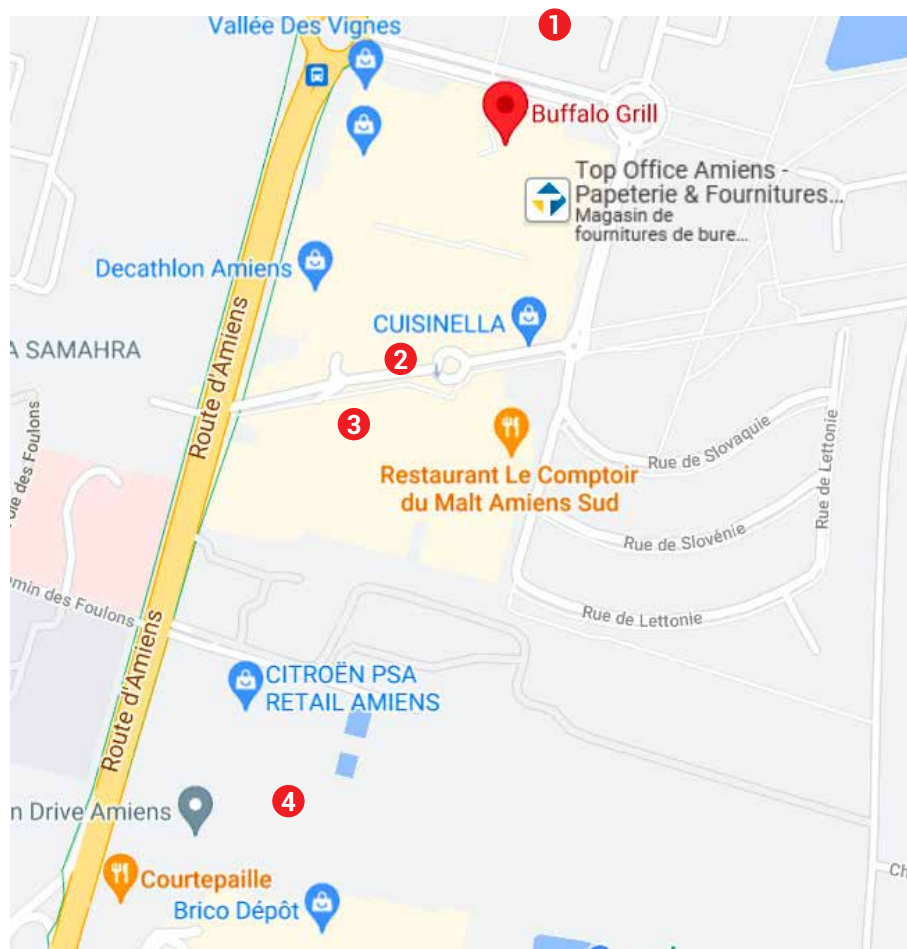 1
Vallée Des Vignes
Buffalo Grill
Top Office Amiens -
Papeterie & Fournitures...
Magasin de
fournitures de bure...
Decathlon Amiens
CUISINELLA
A SAMAHRA
2
Route d'Amiens
3
Restaurant Le Comptoir
du Malt Amiens Sud
Rue de Slovaquie
Rue de Lettonie
oie des Foulons
Rue de Slovénie
min des Foulons
Rue de Lettonie
Route d'Amiens
CITROËN PSA
RETAIL AMIENS
4
n Drive Amiens
Courtepaille
Ch
Brico Dépôt